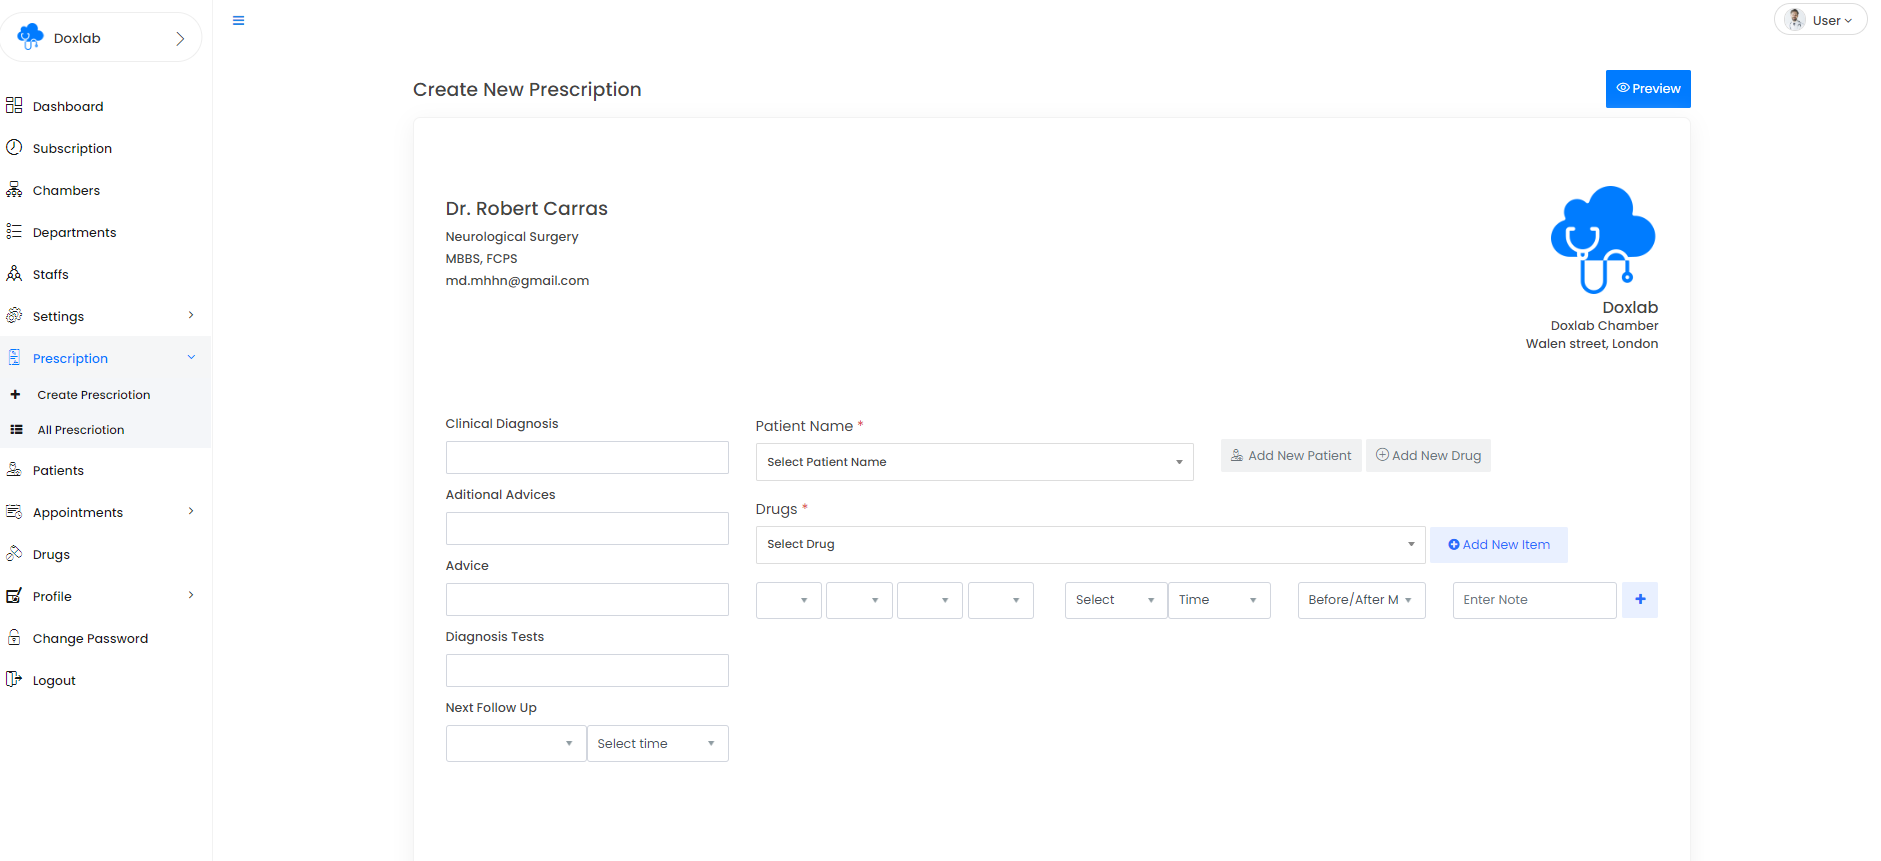 Doxlab
User
Dashboard
Subscription
Chambers
Departments
Staffs
Settings
Prescription
Create Prescriotion
All Prescriotion
Patients
Appointments
Drugs
Profile
Change Password
Logout
Create New Prescription
Preview
Dr. Robert Carras
Neurological Surgery
MBBS, FCPS
md.mhhn@gmail.com
Doxlab
Doxlab Chamber
Walen street, London
Clinical Diagnosis
Aditional Advices
Advice
Diagnosis Tests
Next Follow Up
Select time
Patient Name *
Select Patient Name
Add New Patient
Add New Drug
Drugs *
Select Drug
Add New Item
Select
Time
Before/After M
Enter Note